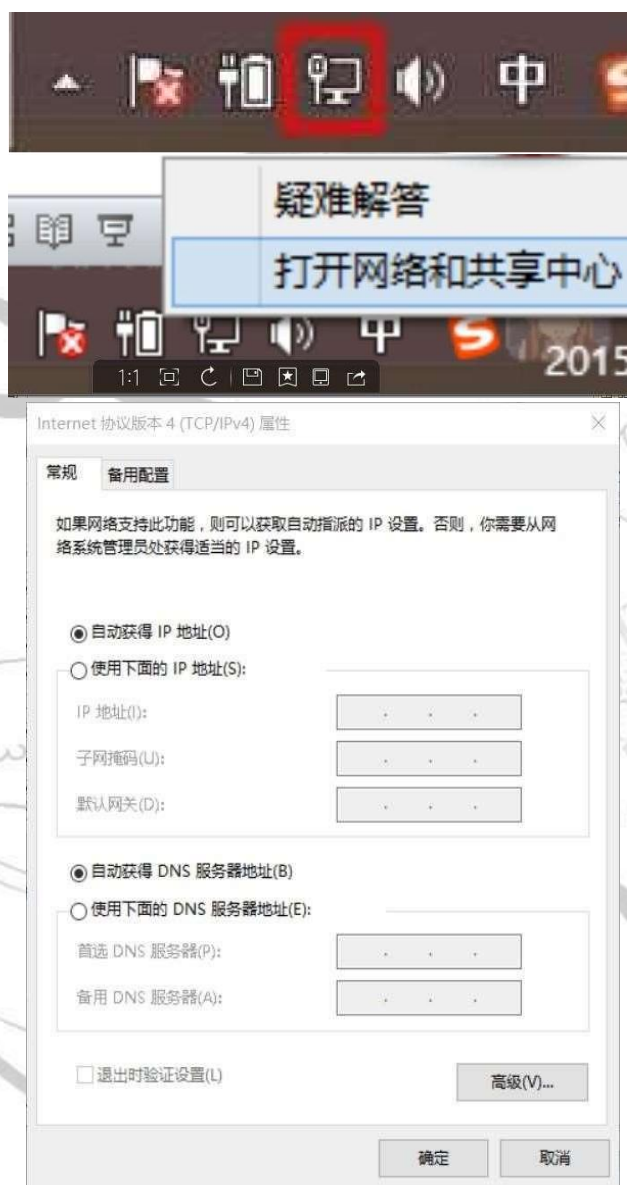 中
疑难解答
打开网络和共享中心
中
2015
1:1
Internet 协议版本 4 (TCP/IPv4) 属性
常规
备用配置
如果网络支持此功能，则可以获取自动指派的 IP 设置。否则，你需要从网
络系统管理员处获得适当的 IP 设置。
自动获得 IP 地址(O)
使用下面的 IP 地址(S):
IP 地址(I):
子网掩码(U):
默认网关(D):
自动获得 DNS 服务器地址(B)
使用下面的 DNS 服务器地址(E):
首选 DNS 服务器(P):
备用 DNS 服务器(A):
退出时验证设置(L)
高级(V)...
确定
取消